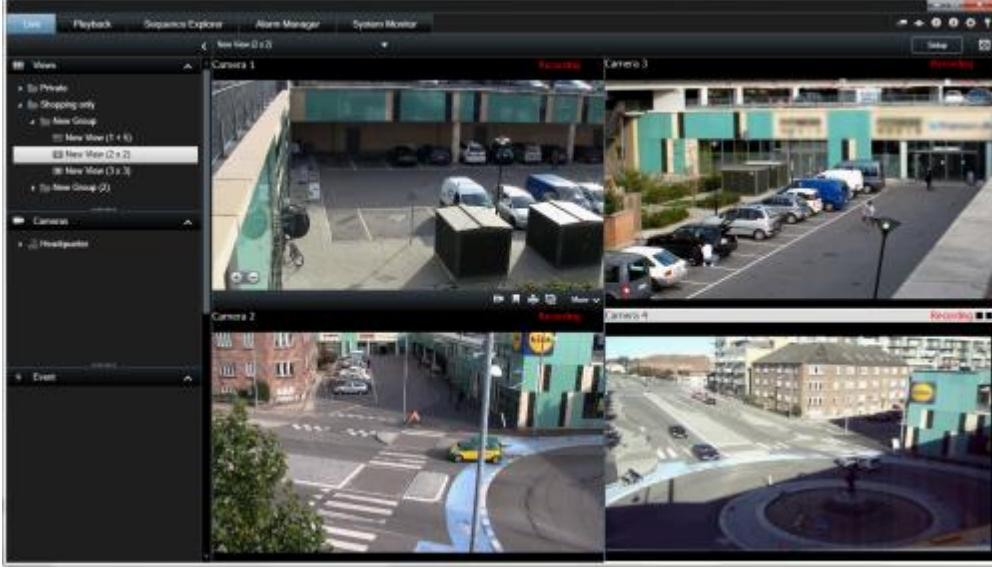 Live Playback Sequence Explorer Alarm Manager System Monitor
New View (2 x 2)
Setup
Views
Private
Shopping only
New Group
New View (1 + 5)
New View (2 x 2)
New View (3 x 3)
New Group (2)
Cameras
Headquarter
Event
Camera 1 Recording
Camera 3 Recording
More
Camera 2 Recording
Camera 4 Recording